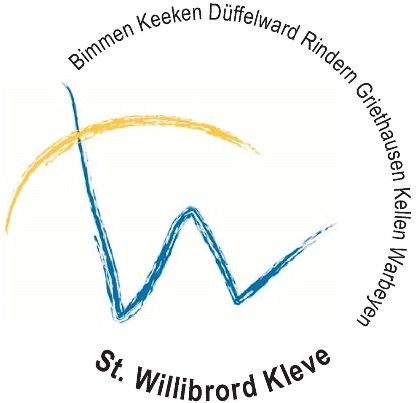 Bimmen Keeken Düffelward Rindern Griethausen Kellen Warbeyen
St. Willibrord Kleve